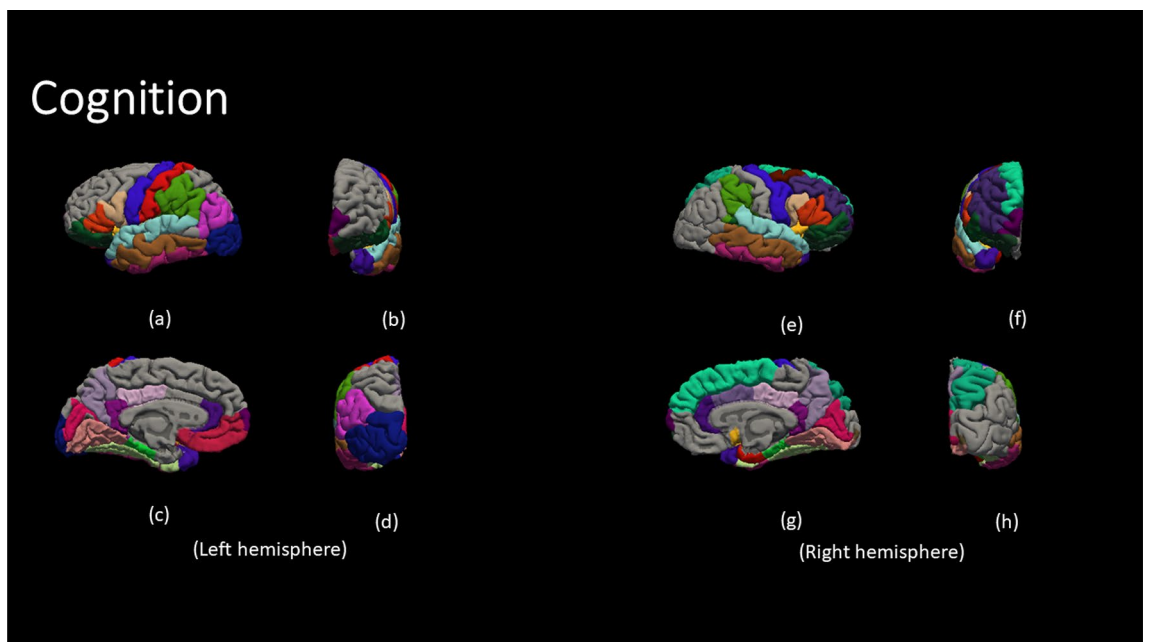 Cognition
(a)
(b)
(e)
(f)
(c)
(d)
(g)
(h)
(Left hemisphere)
(Right hemisphere)